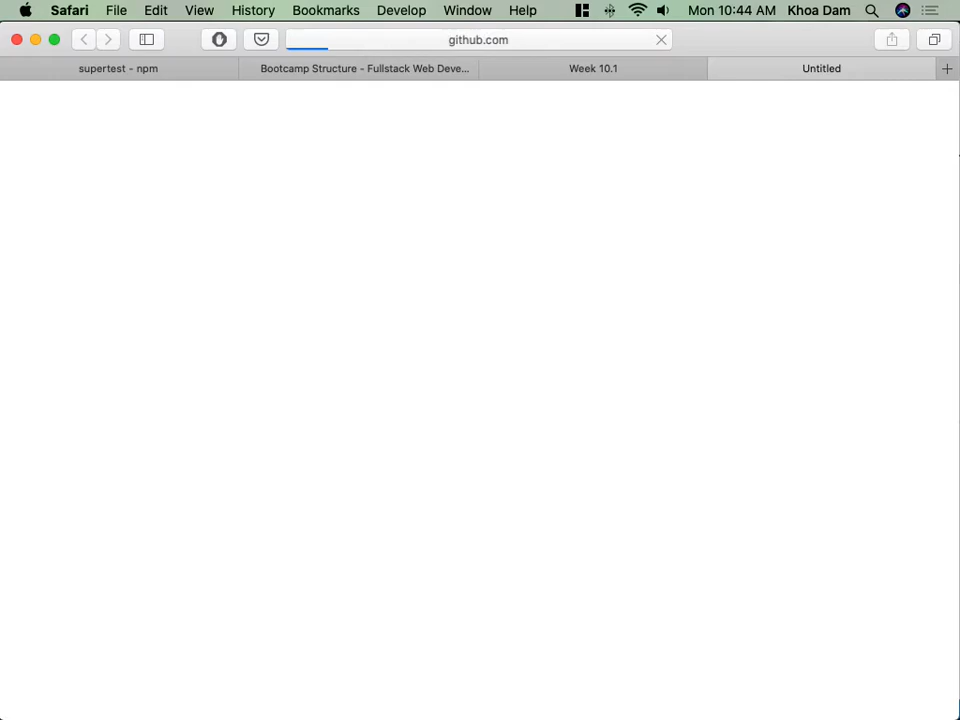 Safari File Edit View History Bookmarks Develop Window Help Mon 10:44 AM Khoa Dam
github.com
supertest - npm Bootcamp Structure - Fullstack Web Deve... Week 10.1 Untitled